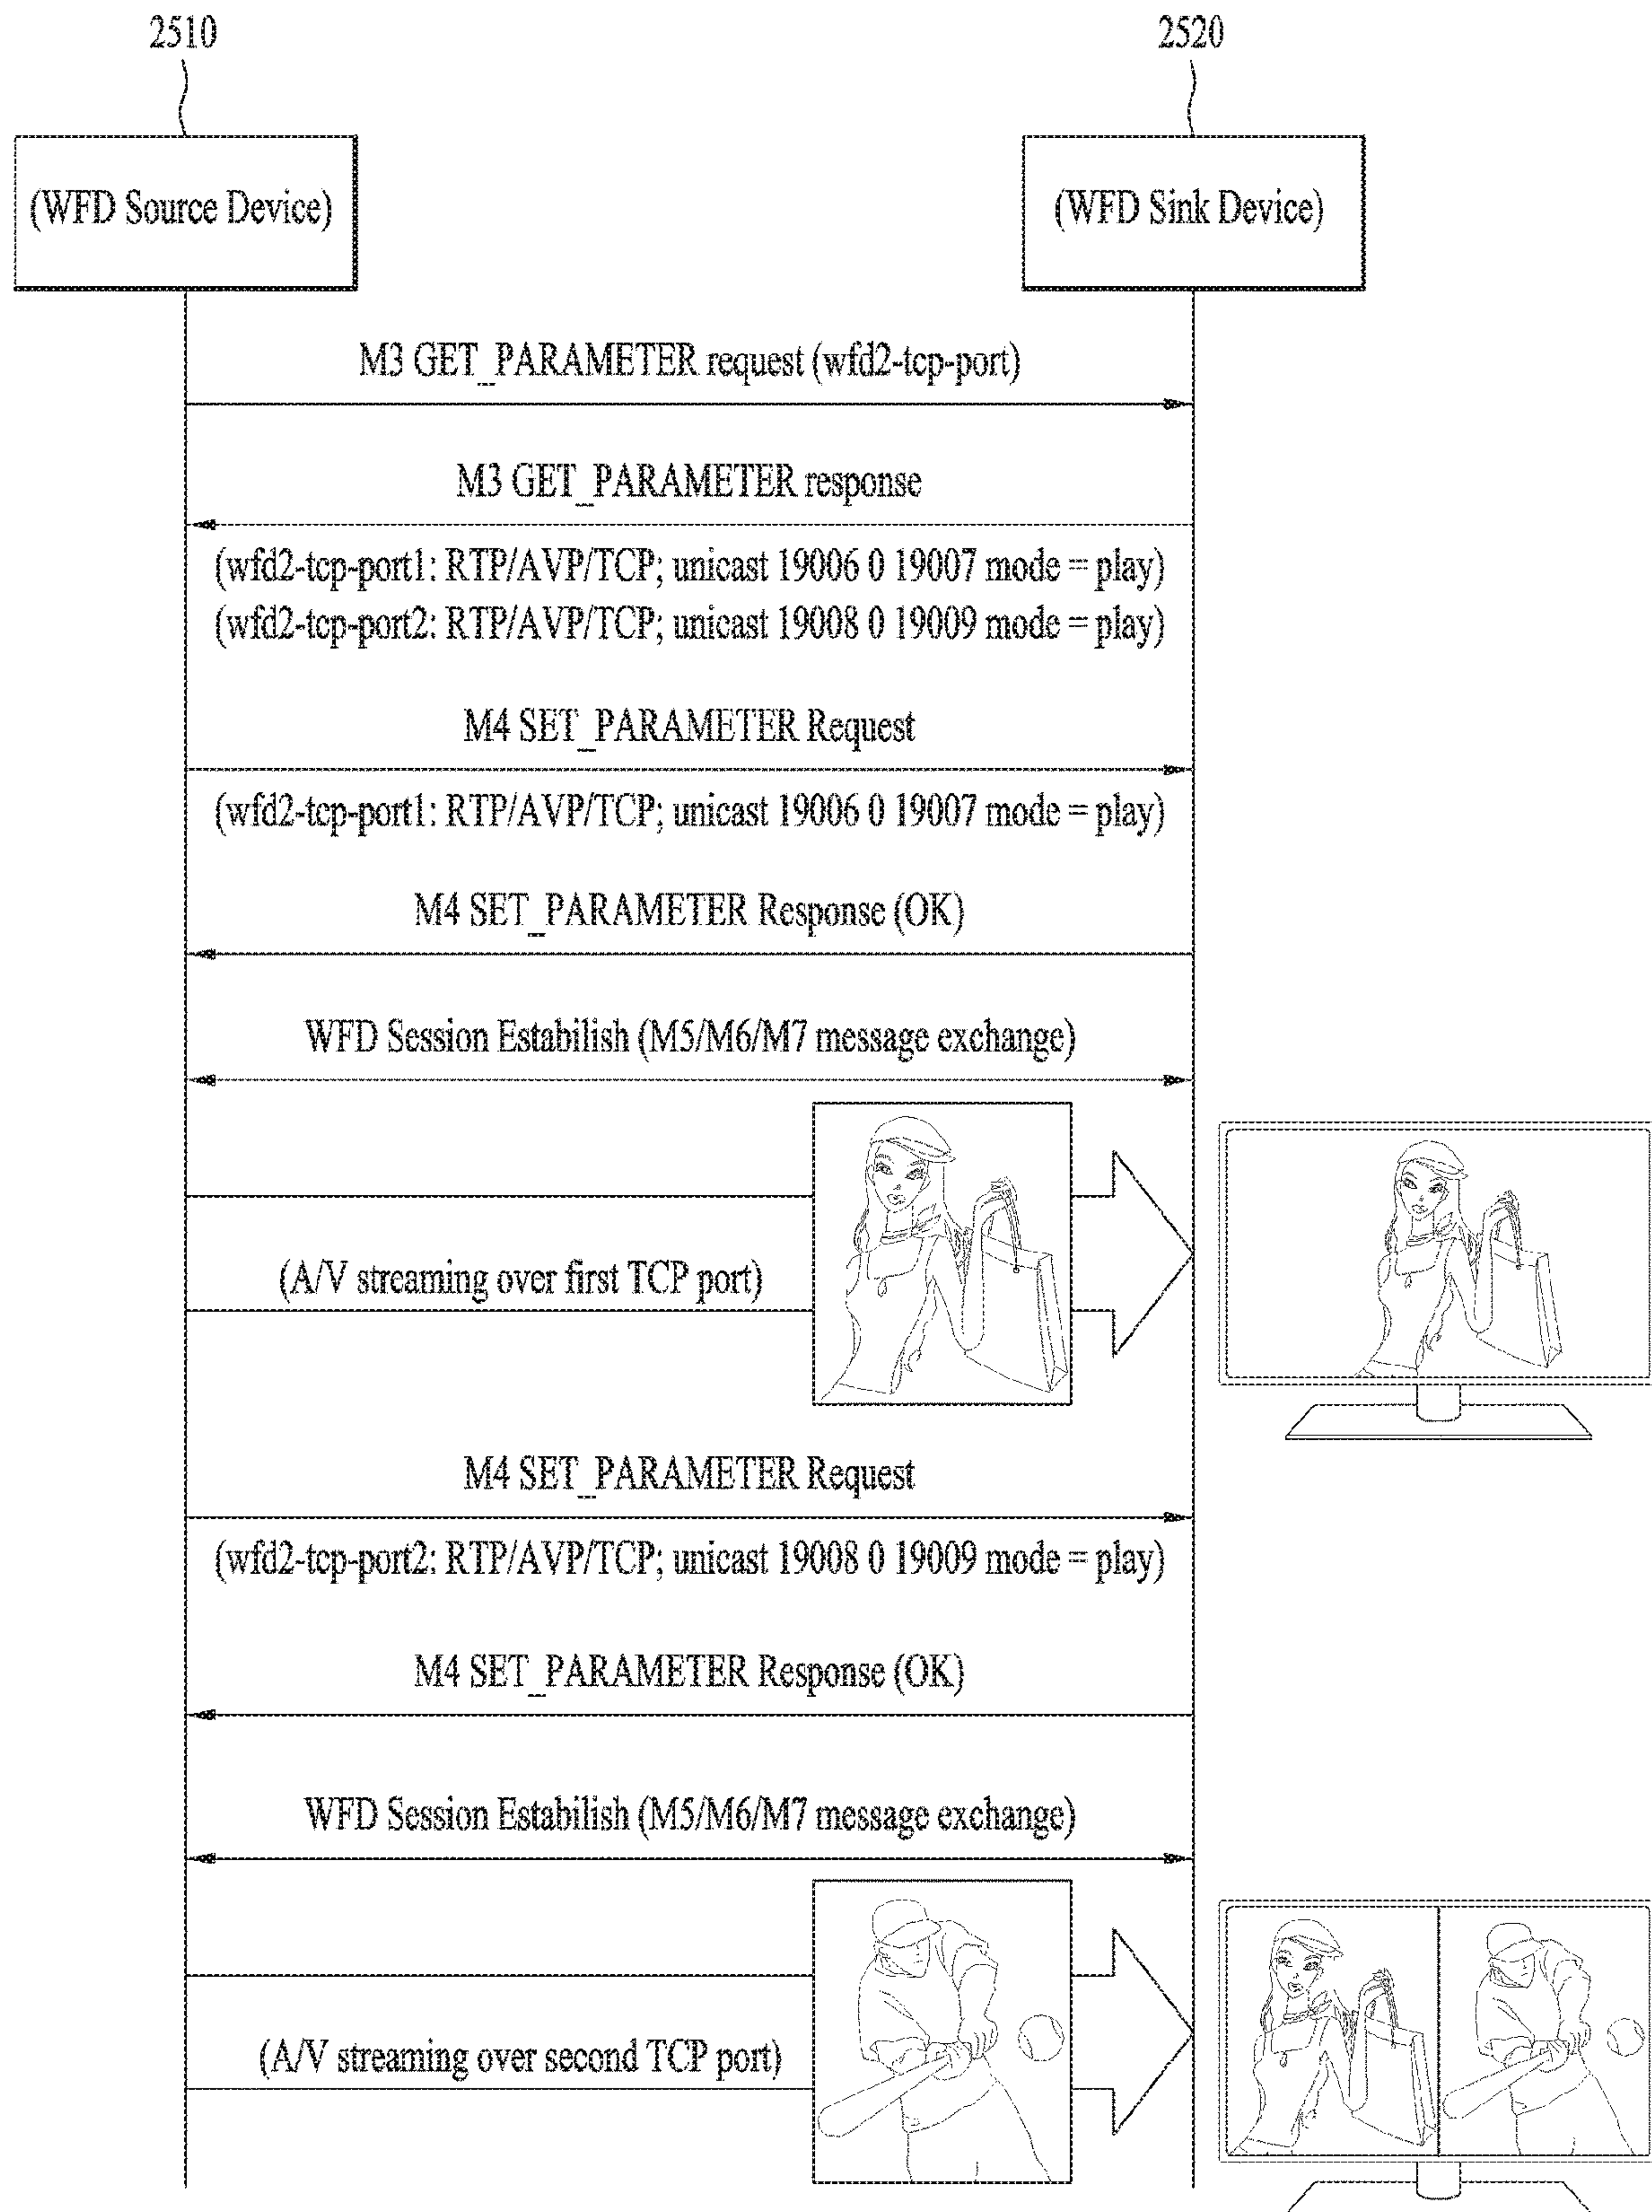 2510
2520
(WFD Source Device)
(WFD Sink Device)
M3 GET_PARAMETER request (wfd2-tcp-port)
M3 GET_PARAMETER response
(wfd2-tcp-port1: RTP/AVP/TCP; unicast 19006 0 19007 mode = play)
(wfd2-tcp-port2: RTP/AVP/TCP; unicast 19008 0 19009 mode = play)
M4 SET_PARAMETER Request
(wfd2-tcp-port1: RTP/AVP/TCP; unicast 19006 0 19007 mode = play)
M4 SET_PARAMETER Response (OK)
WFD Session Estabilish (M5/M6/M7 message exchange)
(A/V streaming over first TCP port)
M4 SET_PARAMETER Request
(wfd2-tcp-port2: RTP/AVP/TCP; unicast 19008 0 19009 mode = play)
M4 SET_PARAMETER Response (OK)
WFD Session Estabilish (M5/M6/M7 message exchange)
(A/V streaming over second TCP port)